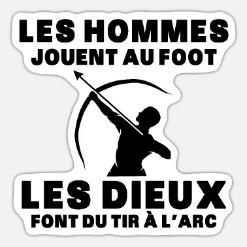 LES HOMMES
JOUENT AU FOOT
LES DIEUX
FONT DU TIR À L'ARC